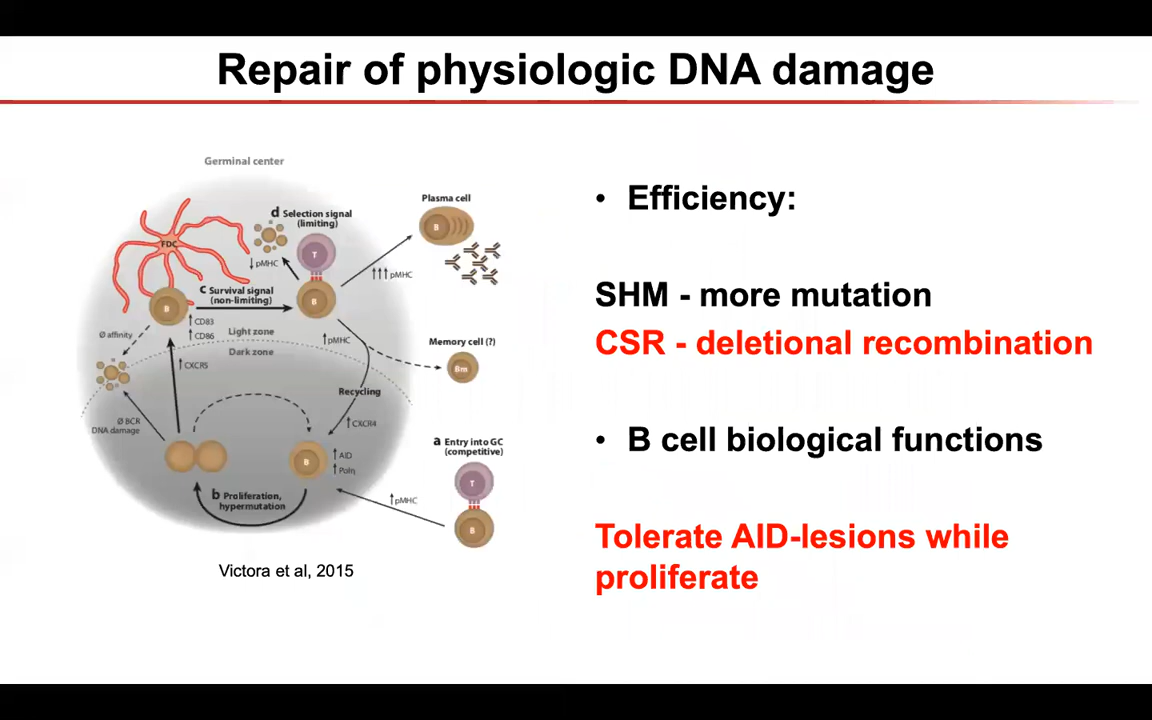 Repair of physiologic DNA damage
Germinal center
FDC
d Selection signal
(limiting)
↓pMHC
T
B
c Survival signal
(non-limiting)
B
↑CD83
↑CD86
Ø affinity
Light zone
Dark zone
↑CXCR5
↑pMHC
↑↑↑pMHC
Plasma cell
B
Memory cell (?)
Bm
Recycling
↑CXCR4
Ø BCR
DNA damage
B
↑AID
↑Polη
b Proliferation,
hypermutation
a Entry into GC
(competitive)
T
B
↑pMHC
Victora et al, 2015
• Efficiency:
SHM - more mutation
CSR - deletional recombination
• B cell biological functions
Tolerate AID-lesions while
proliferate